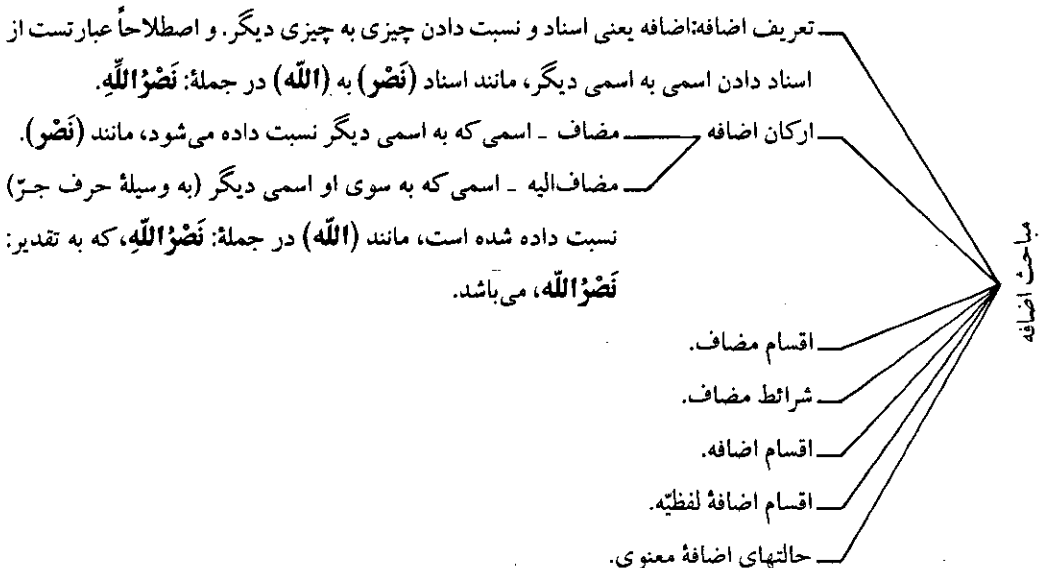 مباحث اضافه
تعریف اضافه:اضافه یعنی اسناد و نسبت دادن چیزی به چیزی دیگر. و اصطلاحاً عبارتست از
اسناد دادن اسمی به اسمی دیگر، مانند اسناد (نَصْر) به (اللّه) در جملهٔ: نَصْرُاللَّهِ.
ارکان اضافه مضاف - اسمی که به اسمی دیگر نسبت داده می‌شود، مانند (نَصْر).
مضاف‌الیه - اسمی که به سوی او اسمی دیگر (به وسیلهٔ حرف جـرّ)
نسبت داده شده است، مانند (اللّه) در جملهٔ: نَصْرُاللّهِ، که به تقدیر:
نَصْرُاللّه، می‌باشد.
اقسام مضاف.
شرائط مضاف.
اقسام اضافه.
اقسام اضافهٔ لفظیّه.
حالتهای اضافهٔ معنوی.